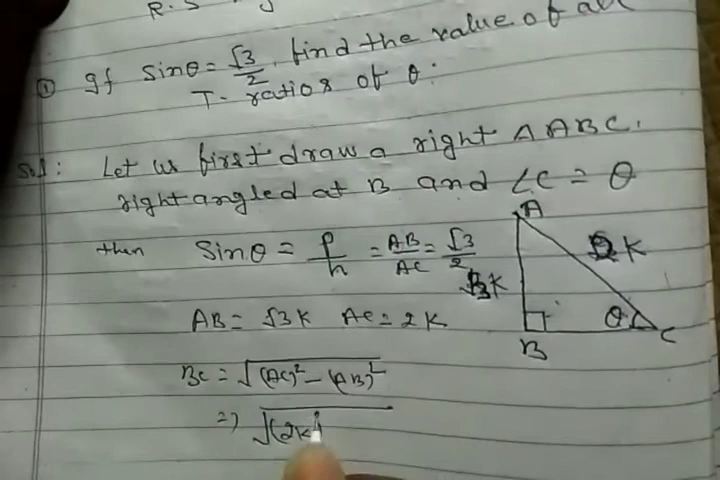 R.S
① If sinθ = √3/2, find the value of all
T-ratios of θ.
Sol: Let us first draw a right △ABC.
right angled at B and ∠C = θ
then sinθ = P/h = AB/AC = √3/2
AB = √3K AC = 2K
BC = √(AC)² - (AB)²
=> √(2K)
A
2K
√3K
θ
B
C